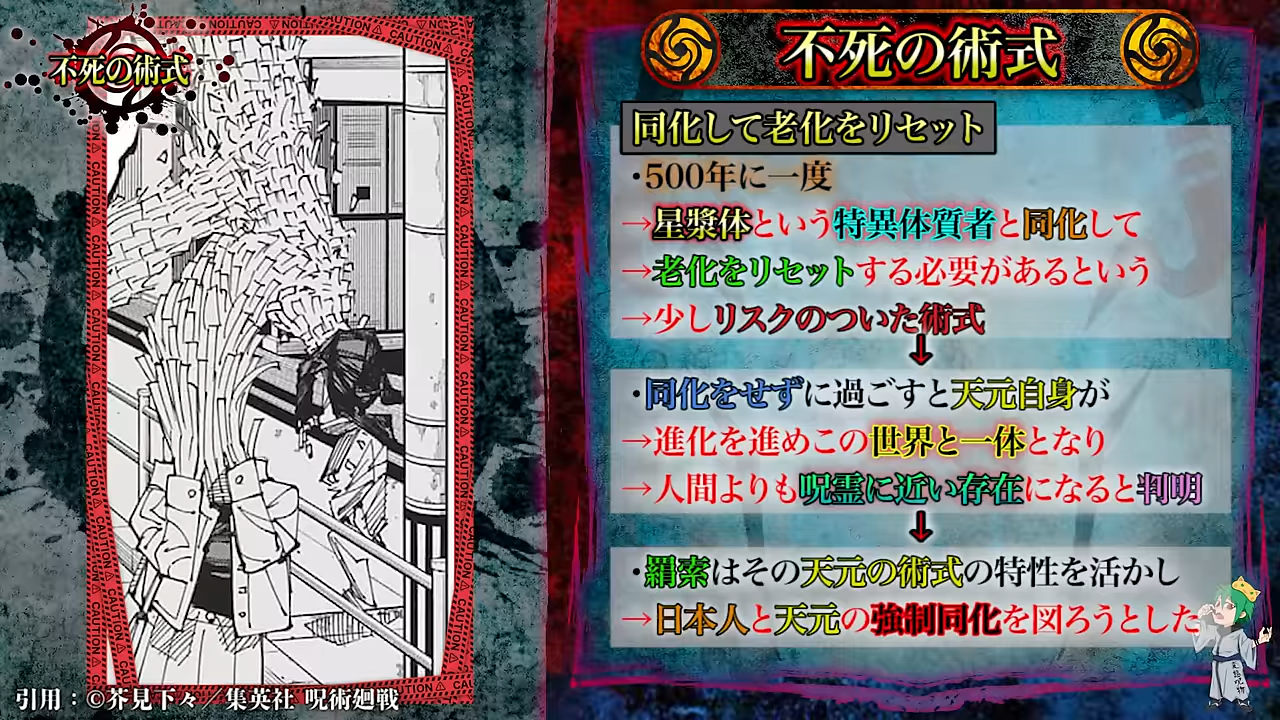 不死の術式
不死の術式
同化して老化をリセット
・500年に一度
→星漿体という特異体質者と同化して
→老化をリセットする必要があるという
→少しリスクのついた術式
↓
・同化をせずに過ごすと天元自身が
→進化を進めこの世界と一体となり
→人間よりも呪霊に近い存在になると判明
↓
・羂索はその天元の術式の特性を活かし
→日本人と天元の強制同化を図ろうとした
CAUTION
引用：©芥見下々／集英社 呪術廻戦